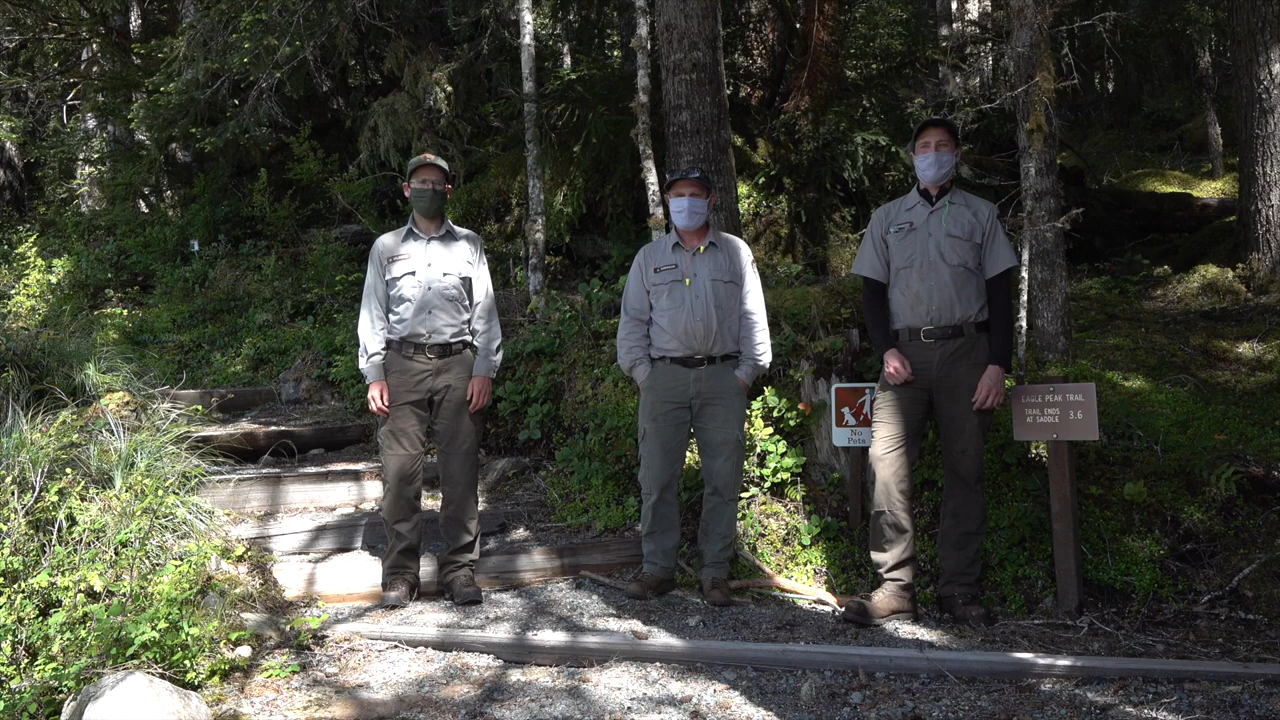 No
Pets
EAGLE PEAK TRAIL
TRAIL ENDS
AT SADDLE 3.6